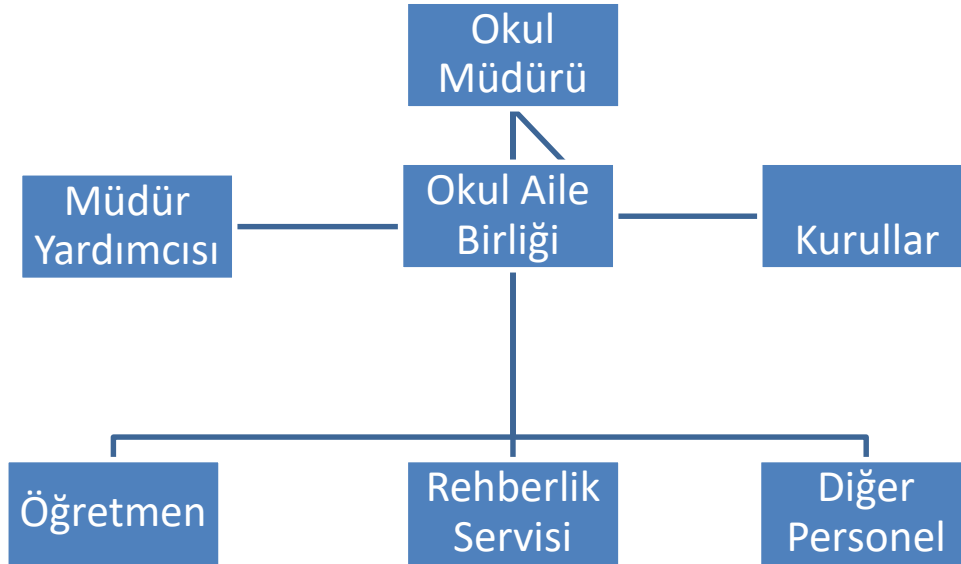 Okul
Müdürü
Müdür
Yardımcısı
Okul Aile
Birliği
Kurullar
Öğretmen
Rehberlik
Servisi
Diğer
Personel